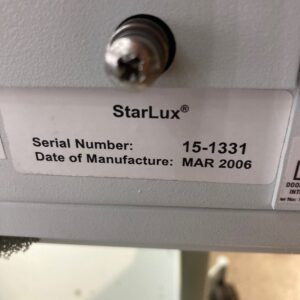 StarLux®
Serial Number: 15-1331
Date of Manufacture: MAR 2006